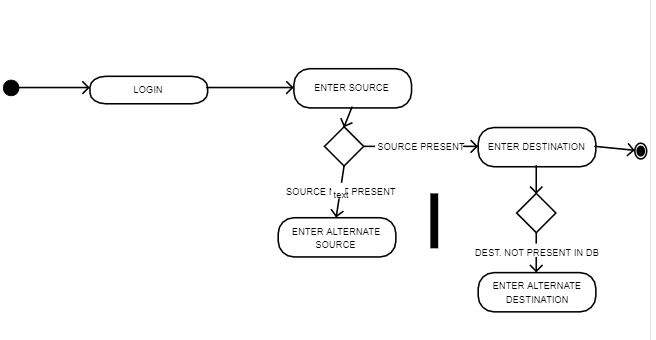 LOGIN
ENTER SOURCE
SOURCE PRESENT
ENTER DESTINATION
SOURCE PRESENT
text
ENTER ALTERNATE
SOURCE
DEST. NOT PRESENT IN DB
ENTER ALTERNATE
DESTINATION